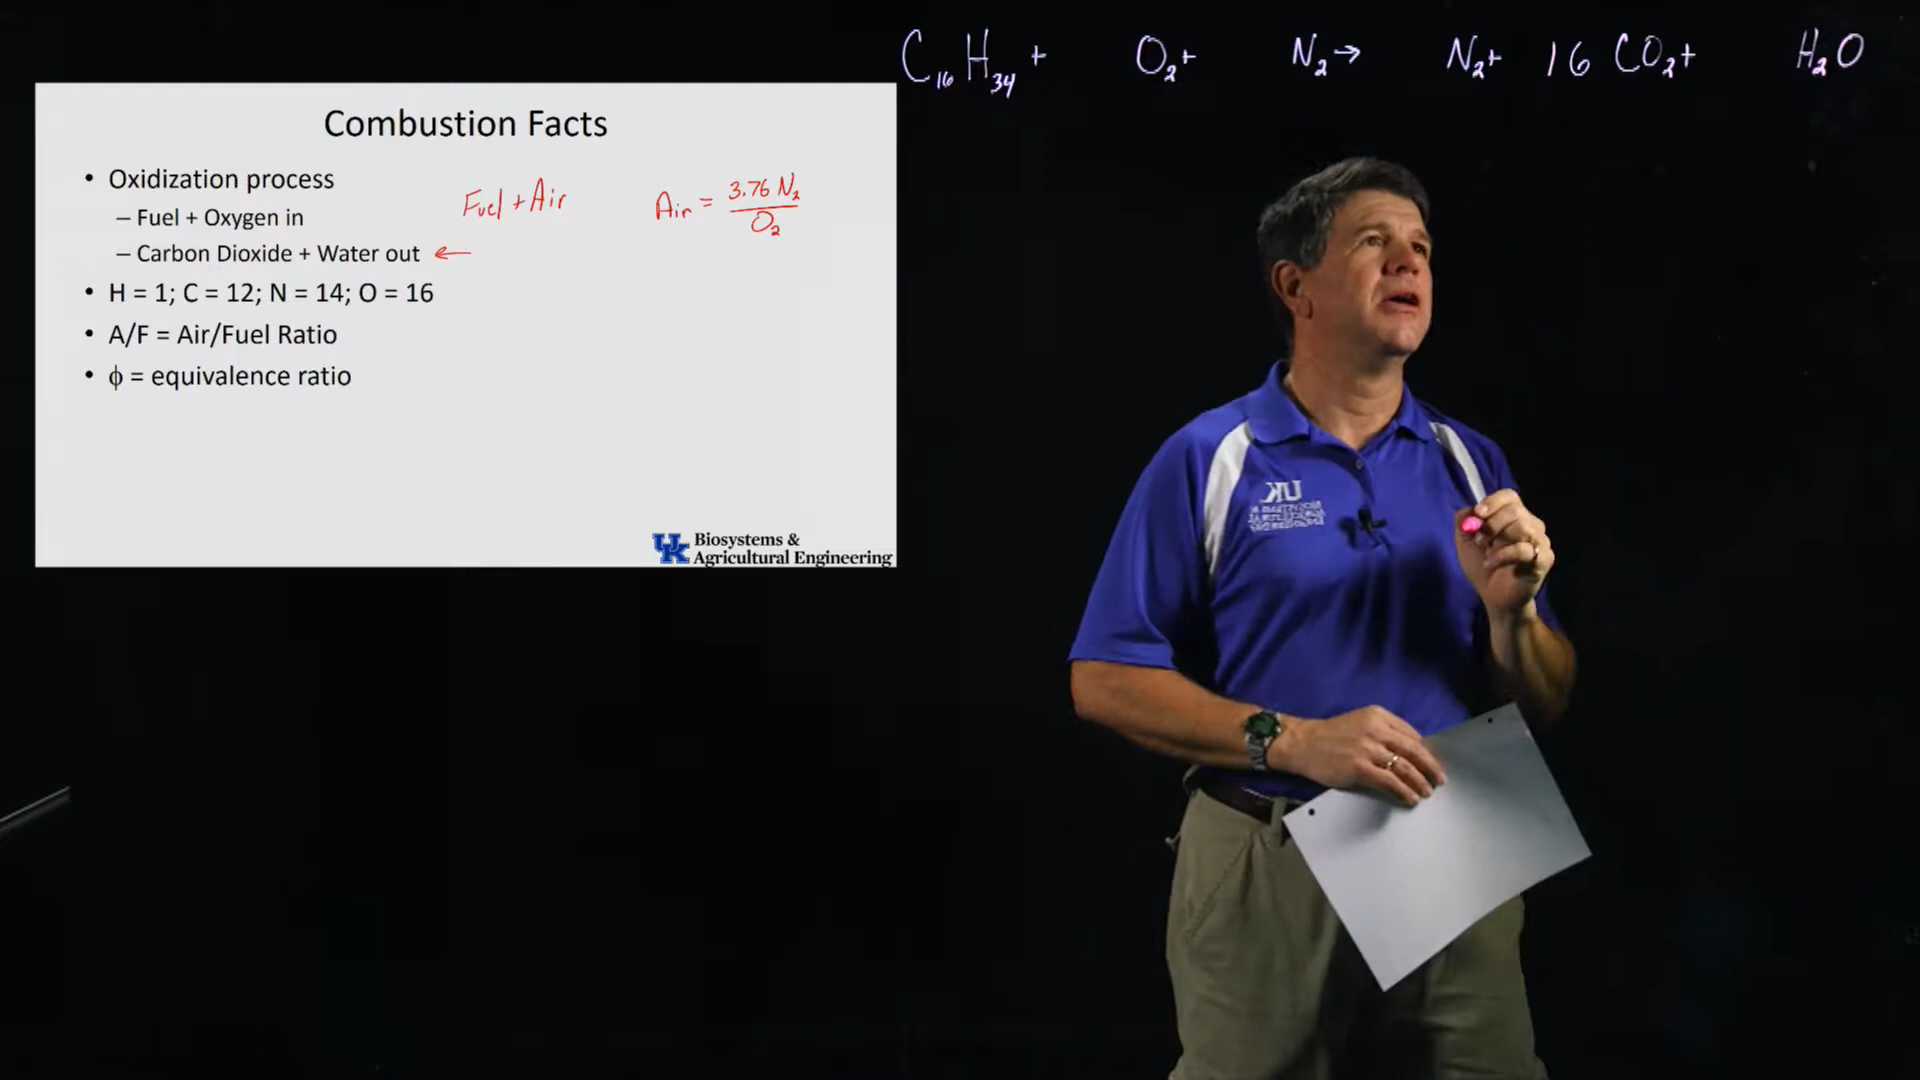 C16H34 + O2 + N2 → N2 + 16 CO2 + H2O
Combustion Facts
• Oxidization process
– Fuel + Oxygen in
– Carbon Dioxide + Water out ←
Fuel + Air
Air = 3.76 N2
O2
• H = 1; C = 12; N = 14; O = 16
• A/F = Air/Fuel Ratio
• ϕ = equivalence ratio
UK Biosystems &
Agricultural Engineering
UK